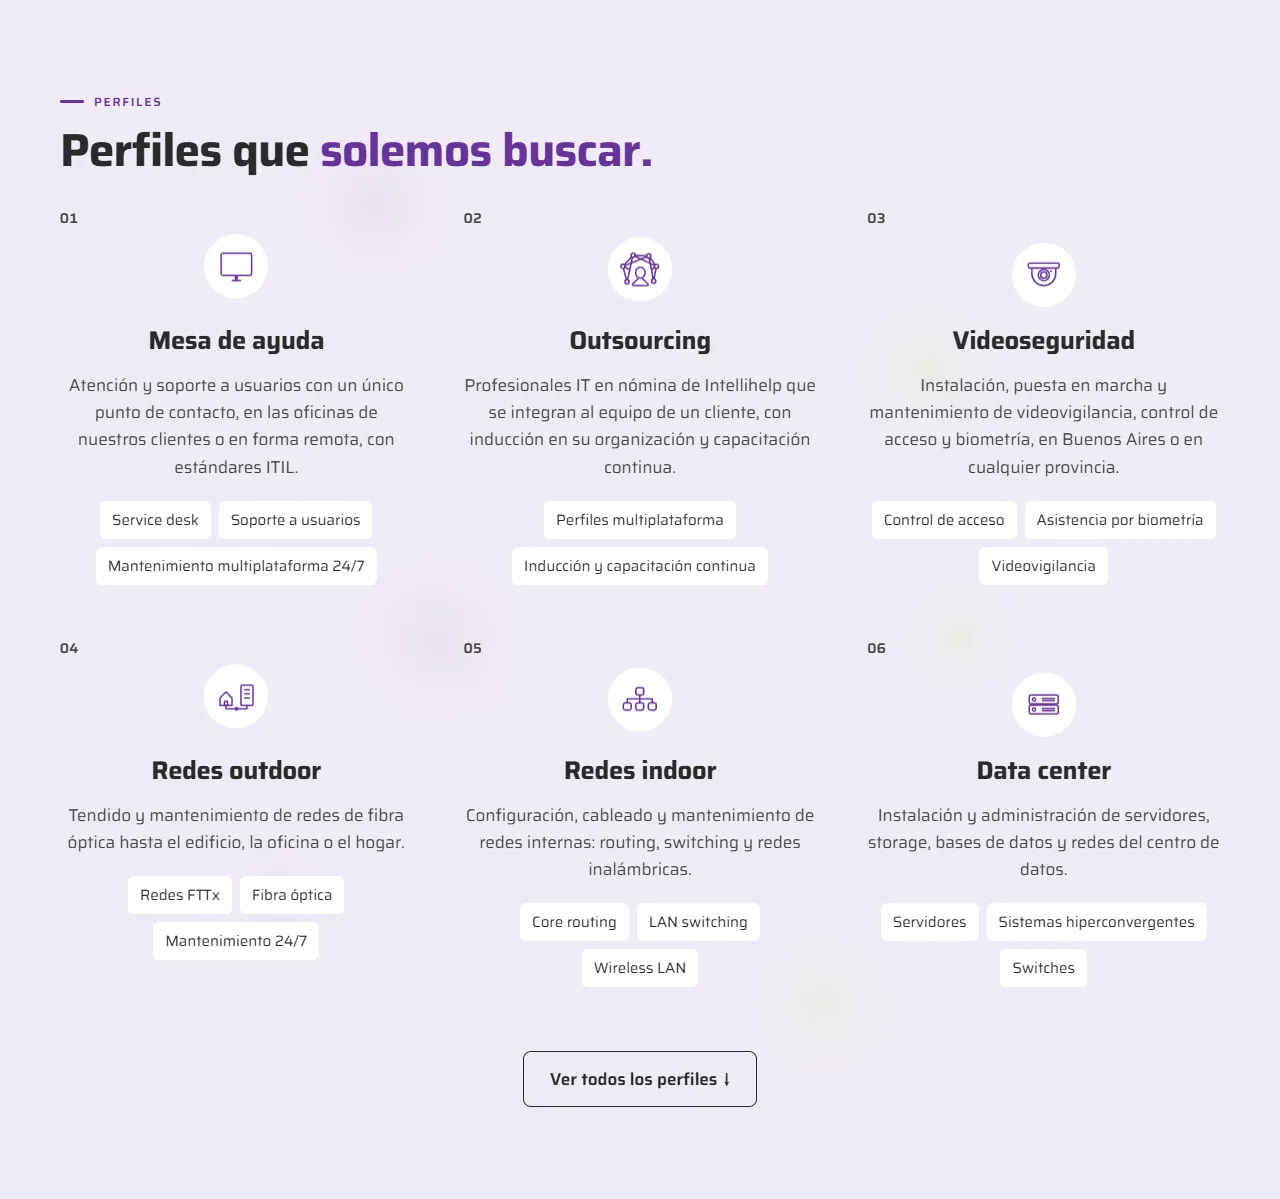 PERFILES
Perfiles que solemos buscar.
01
Mesa de ayuda
Atención y soporte a usuarios con un único
punto de contacto, en las oficinas de
nuestros clientes o en forma remota, con
estándares ITIL.
Service desk
Soporte a usuarios
Mantenimiento multiplataforma 24/7
02
Outsourcing
Profesionales IT en nómina de Intellihelp que
se integran al equipo de un cliente, con
inducción en su organización y capacitación
continua.
Perfiles multiplataforma
Inducción y capacitación continua
03
Videoseguridad
Instalación, puesta en marcha y
mantenimiento de videovigilancia, control de
acceso y biometría, en Buenos Aires o en
cualquier provincia.
Control de acceso
Asistencia por biometría
Videovigilancia
04
Redes outdoor
Tendido y mantenimiento de redes de fibra
óptica hasta el edificio, la oficina o el hogar.
Redes FTTx
Fibra óptica
Mantenimiento 24/7
05
Redes indoor
Configuración, cableado y mantenimiento de
redes internas: routing, switching y redes
inalámbricas.
Core routing
LAN switching
Wireless LAN
06
Data center
Instalación y administración de servidores,
storage, bases de datos y redes del centro de
datos.
Servidores
Sistemas hiperconvergentes
Switches
Ver todos los perfiles ↓